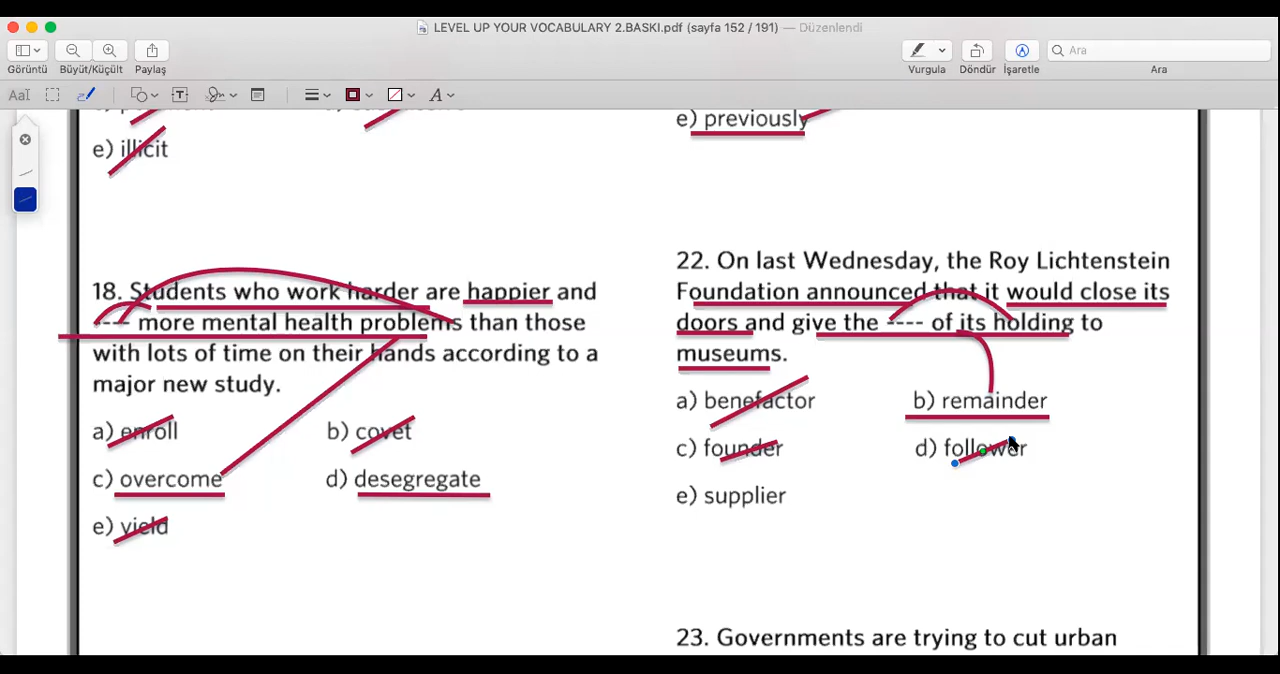 LEVEL UP YOUR VOCABULARY 2.BASKI.pdf (sayfa 152 / 191) — Düzenlendi
Görüntü Büyüt/Küçült Paylaş Vurgula Döndür İşaretle Ara
Ara
e) illicit
18. Students who work harder are happier and
---- more mental health problems than those
with lots of time on their hands according to a
major new study.
a) enroll b) covet
c) overcome d) desegregate
e) yield
e) previously
22. On last Wednesday, the Roy Lichtenstein
Foundation announced that it would close its
doors and give the ---- of its holding to
museums.
a) benefactor b) remainder
c) founder d) follower
e) supplier
23. Governments are trying to cut urban